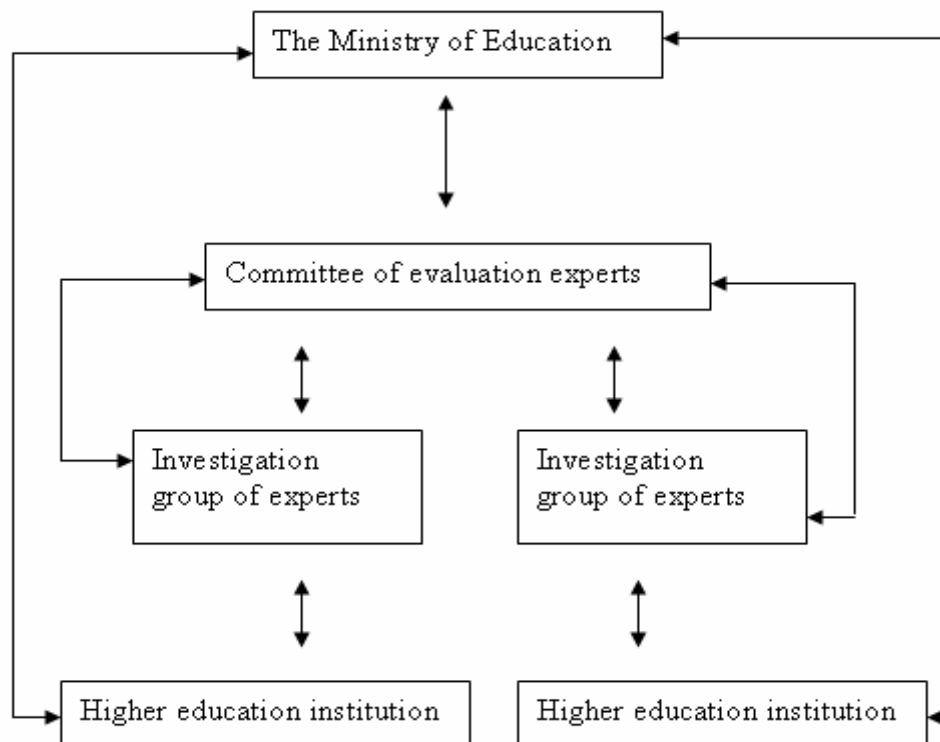 The Ministry of Education
Committee of evaluation experts
Investigation
group of experts
Investigation
group of experts
Higher education institution
Higher education institution